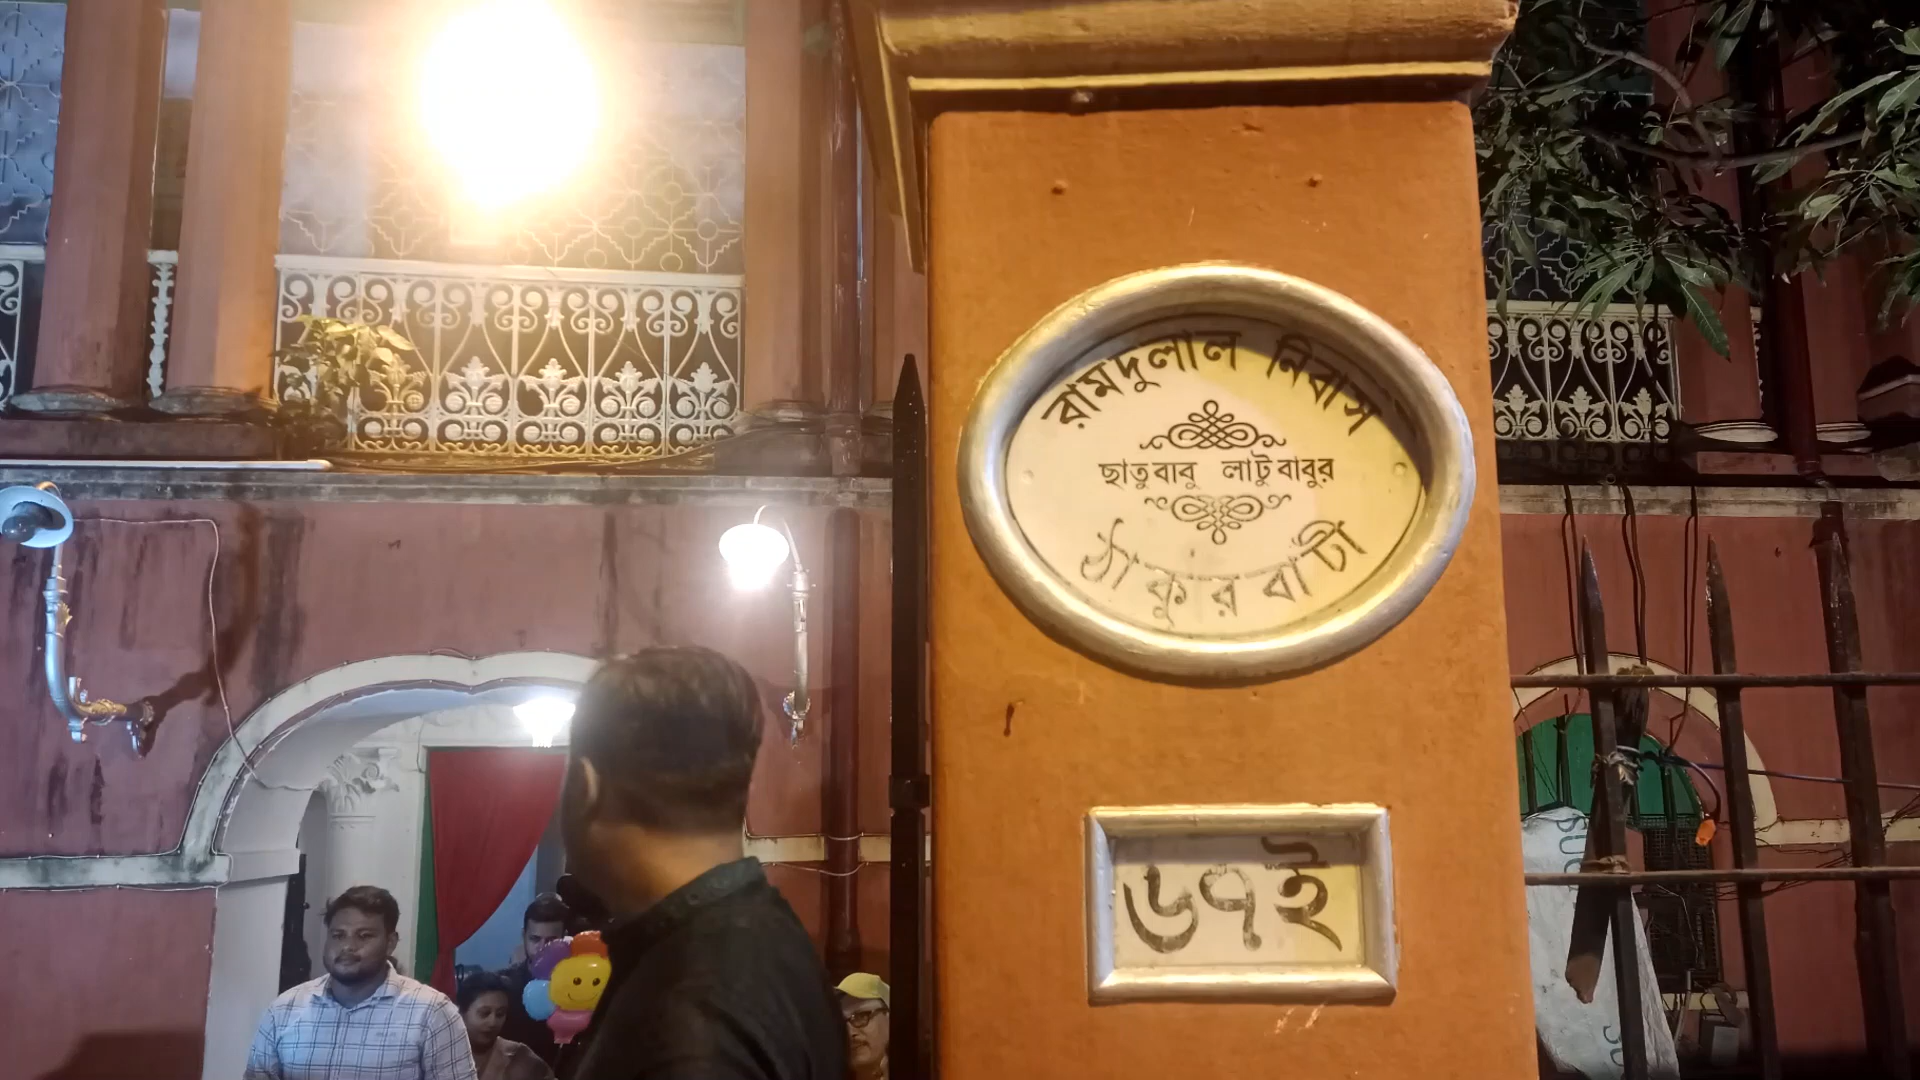 রামদুলাল নিবাস
ছাতুবাবু লাটুবাবুর
ঠাকুরবাটী
৬৭ই